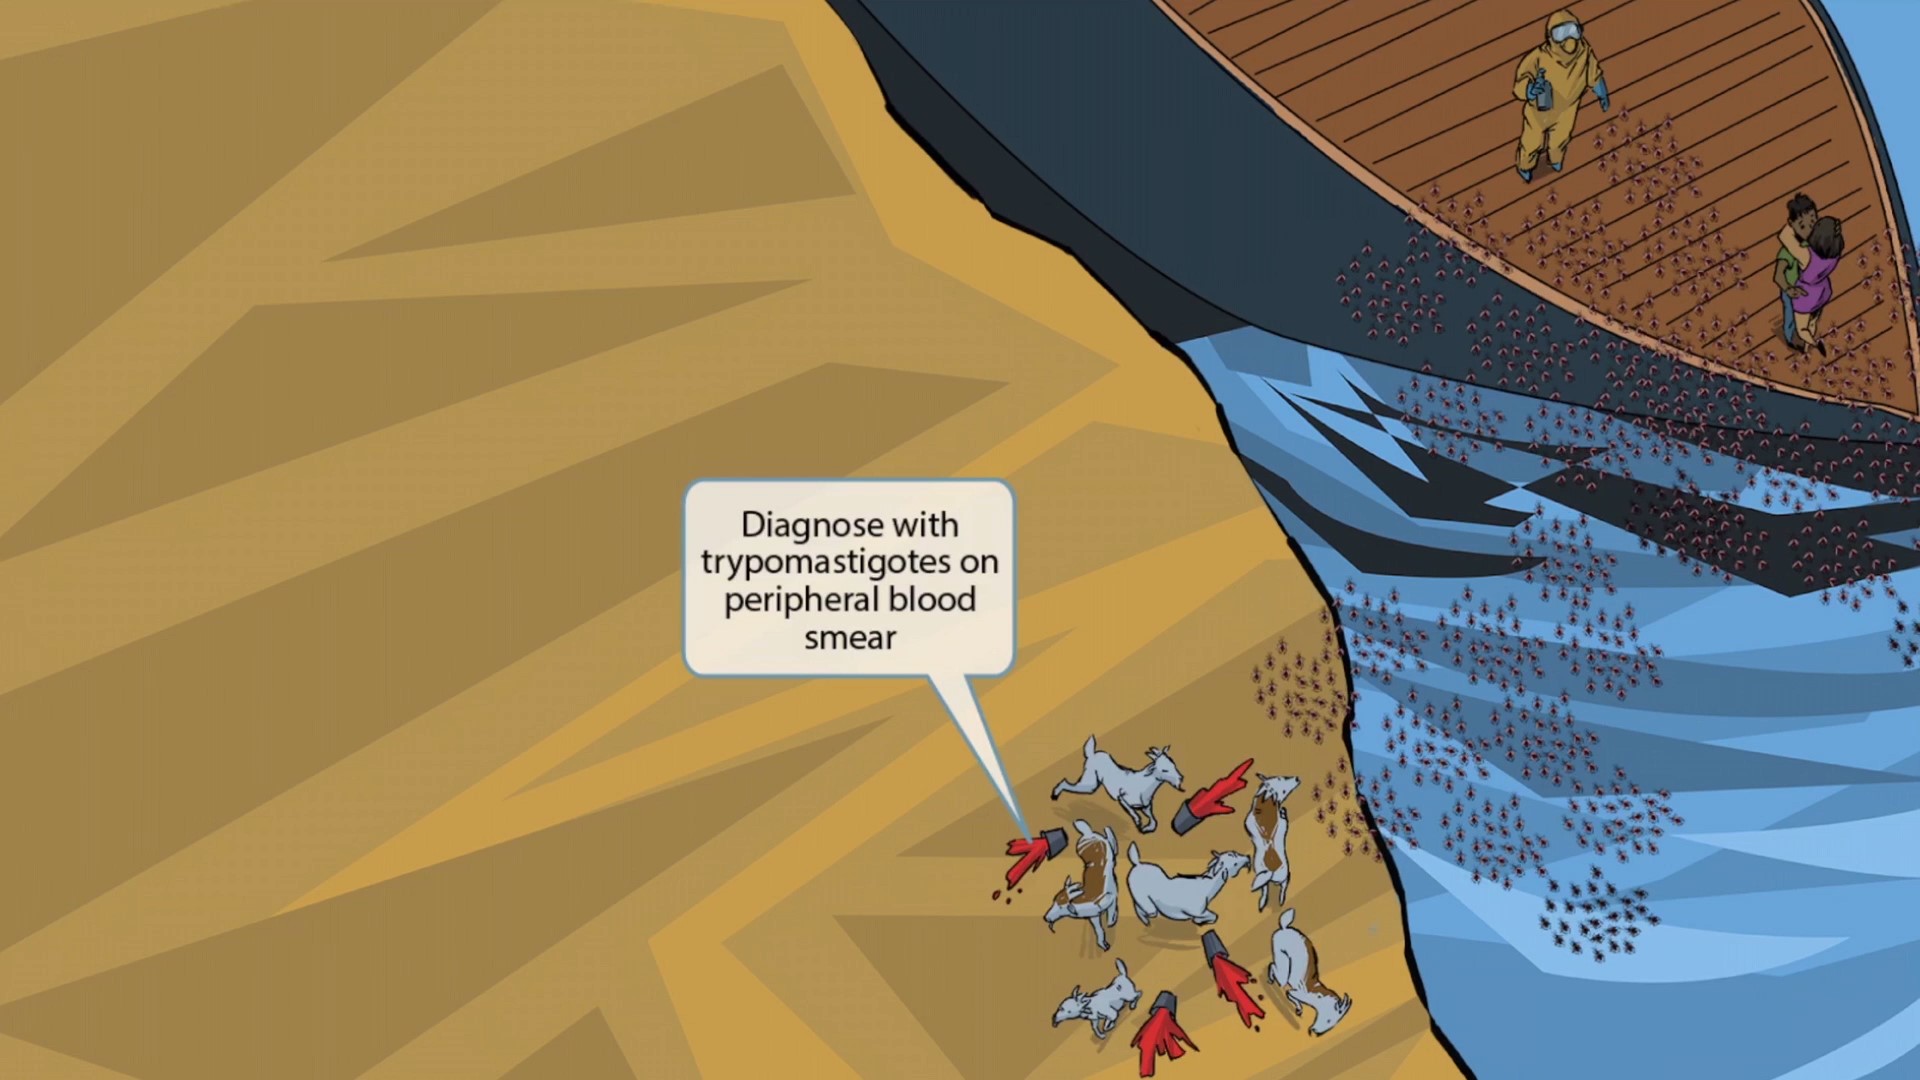 Diagnose with
trypomastigotes on
peripheral blood
smear